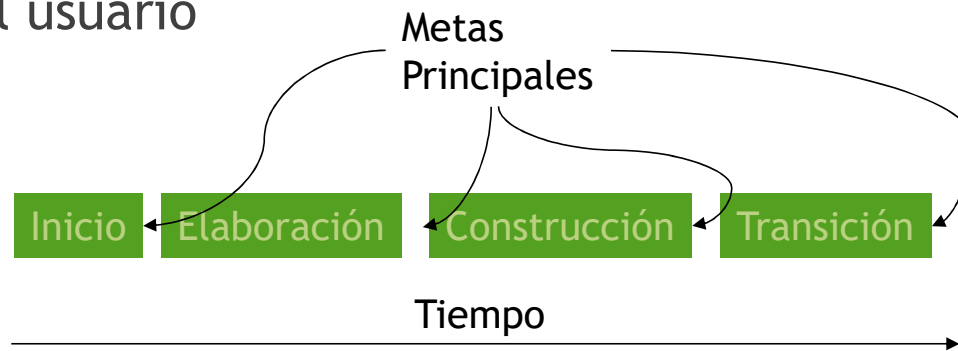 l usuario
Metas
Principales
Inicio
Elaboración
Construcción
Transición
Tiempo